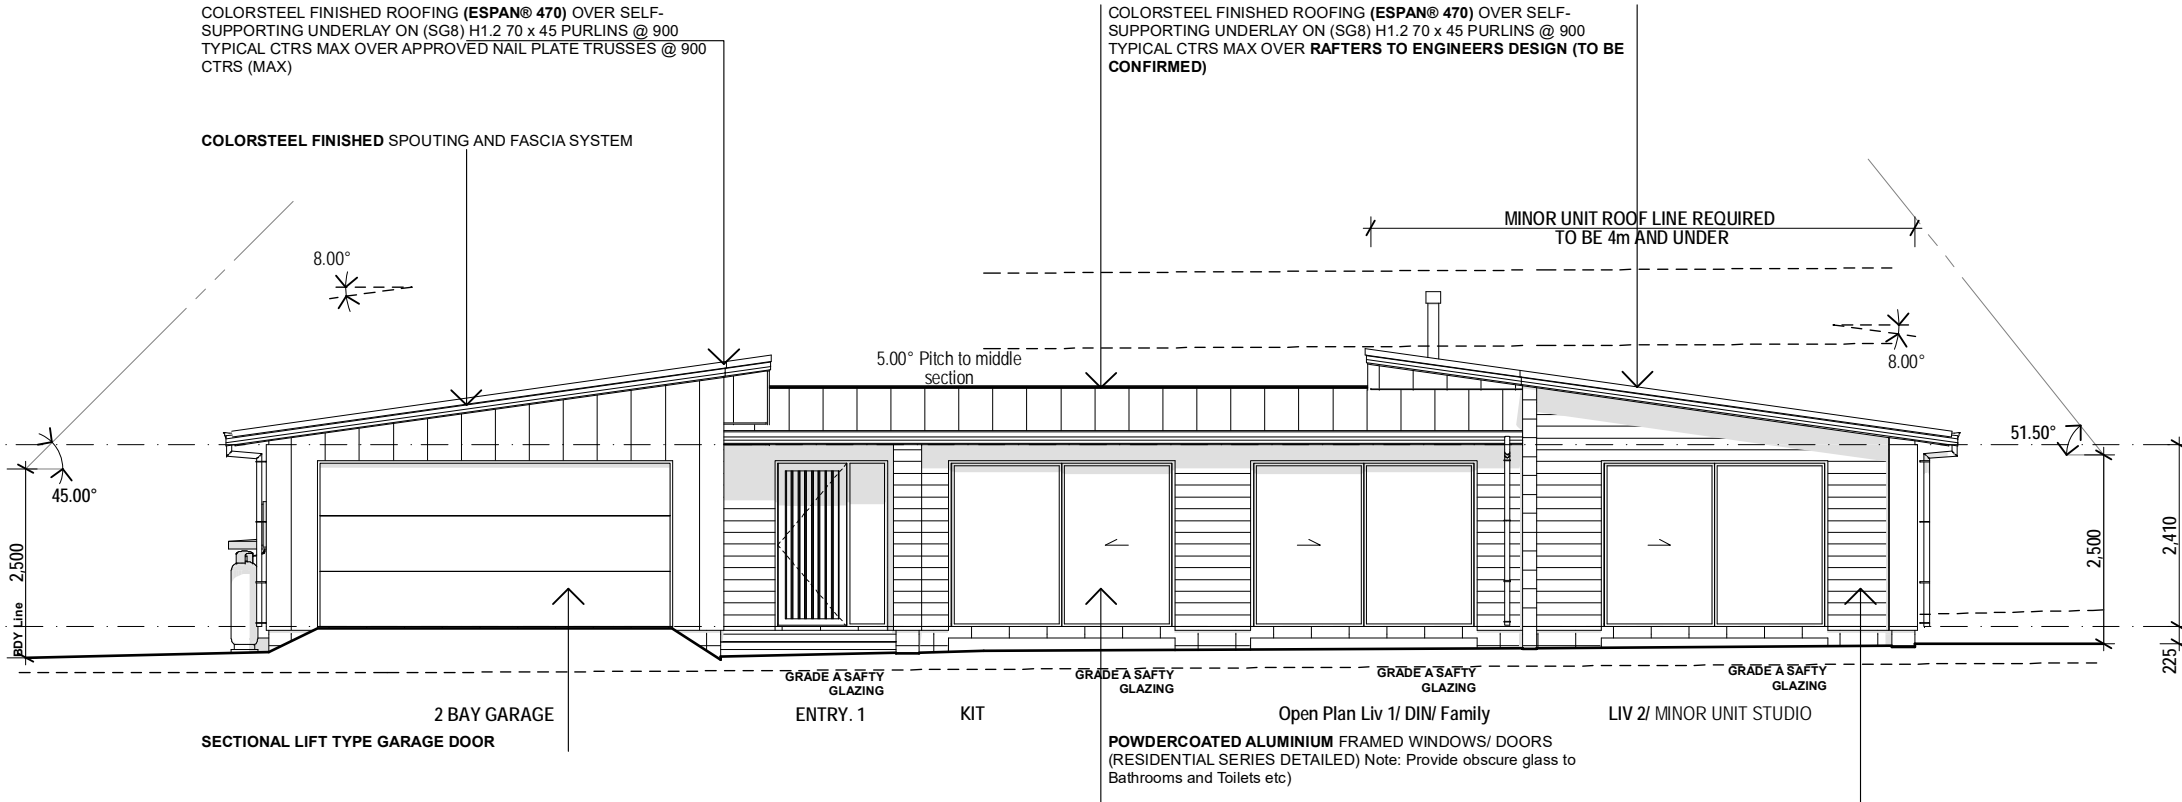 COLORSTEEL FINISHED ROOFING (ESPAN® 470) OVER SELF-
SUPPORTING UNDERLAY ON (SG8) H1.2 70 x 45 PURLINS @ 900
TYPICAL CTRS MAX OVER APPROVED NAIL PLATE TRUSSES @ 900
CTRS (MAX)
COLORSTEEL FINISHED ROOFING (ESPAN® 470) OVER SELF-
SUPPORTING UNDERLAY ON (SG8) H1.2 70 x 45 PURLINS @ 900
TYPICAL CTRS MAX OVER RAFTERS TO ENGINEERS DESIGN (TO BE
CONFIRMED)
COLORSTEEL FINISHED SPOUTING AND FASCIA SYSTEM
MINOR UNIT ROOF LINE REQUIRED
TO BE 4m AND UNDER
8.00°
5.00° Pitch to middle
section
8.00°
45.00°
51.50°
2,500
BDY Line
2,500
2,410
225
GRADE A SAFTY
GLAZING
GRADE A SAFTY
GLAZING
GRADE A SAFTY
GLAZING
GRADE A SAFTY
GLAZING
2 BAY GARAGE
ENTRY. 1
KIT
Open Plan Liv 1/ DIN/ Family
LIV 2/ MINOR UNIT STUDIO
SECTIONAL LIFT TYPE GARAGE DOOR
POWDERCOATED ALUMINIUM FRAMED WINDOWS/ DOORS
(RESIDENTIAL SERIES DETAILED) Note: Provide obscure glass to
Bathrooms and Toilets etc)